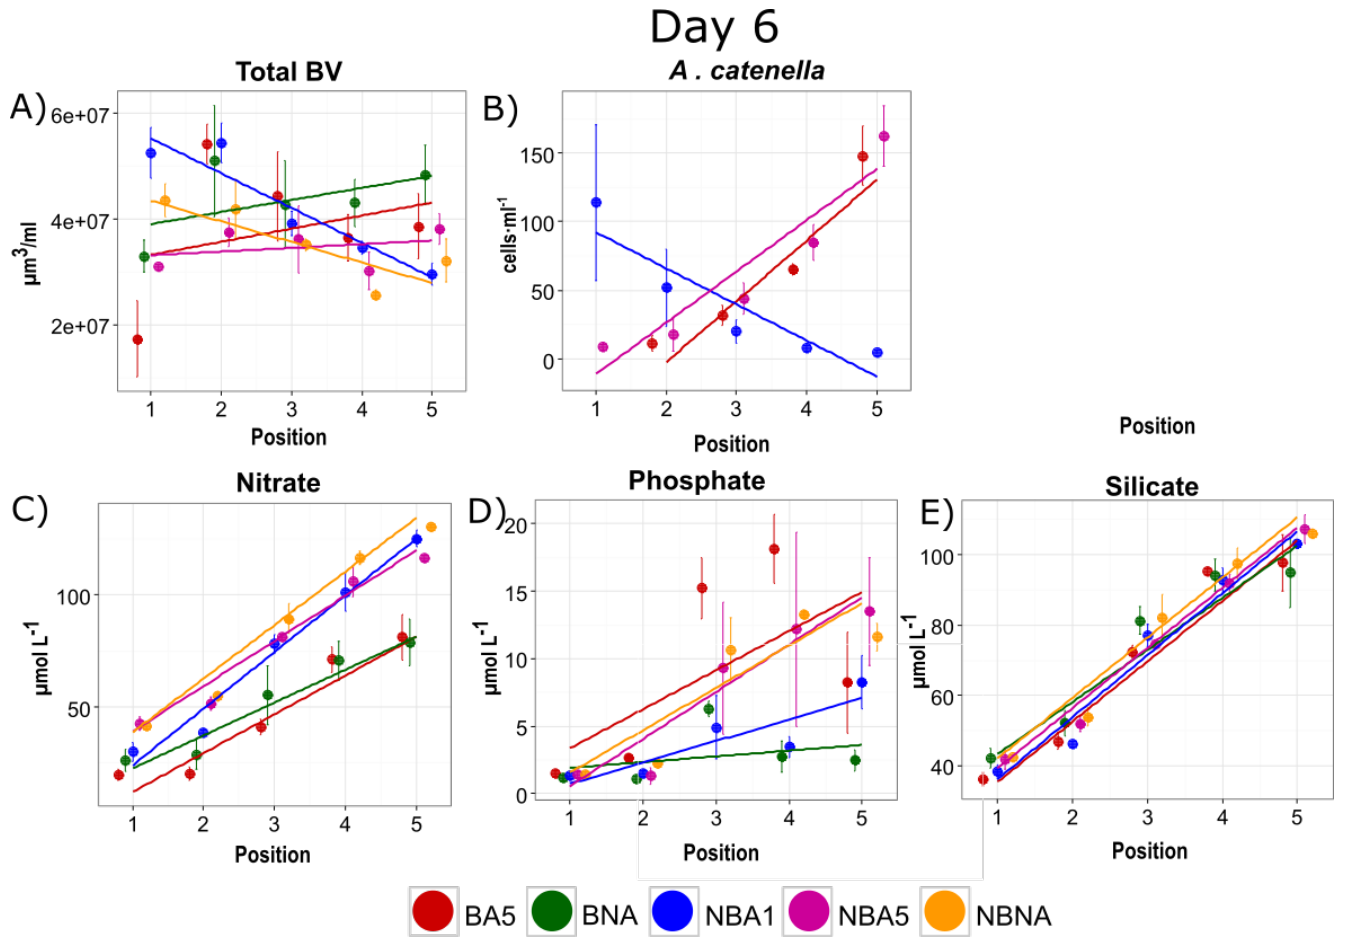 Day 6
Total BV
A . catenella
A)
B)
6e+07
4e+07
2e+07
µm³/ml
1 2 3 4 5
Position
150
100
50
0
cells·ml⁻¹
1 2 3 4 5
Position
Position
Nitrate
Phosphate
Silicate
C)
D)
E)
100
50
µmol L⁻¹
1 2 3 4 5
Position
20
15
10
5
0
µmol L⁻¹
1 2 3 4 5
Position
100
80
60
40
µmol L⁻¹
1 2 3 4 5
Position
BA5 BNA NBA1 NBA5 NBNA